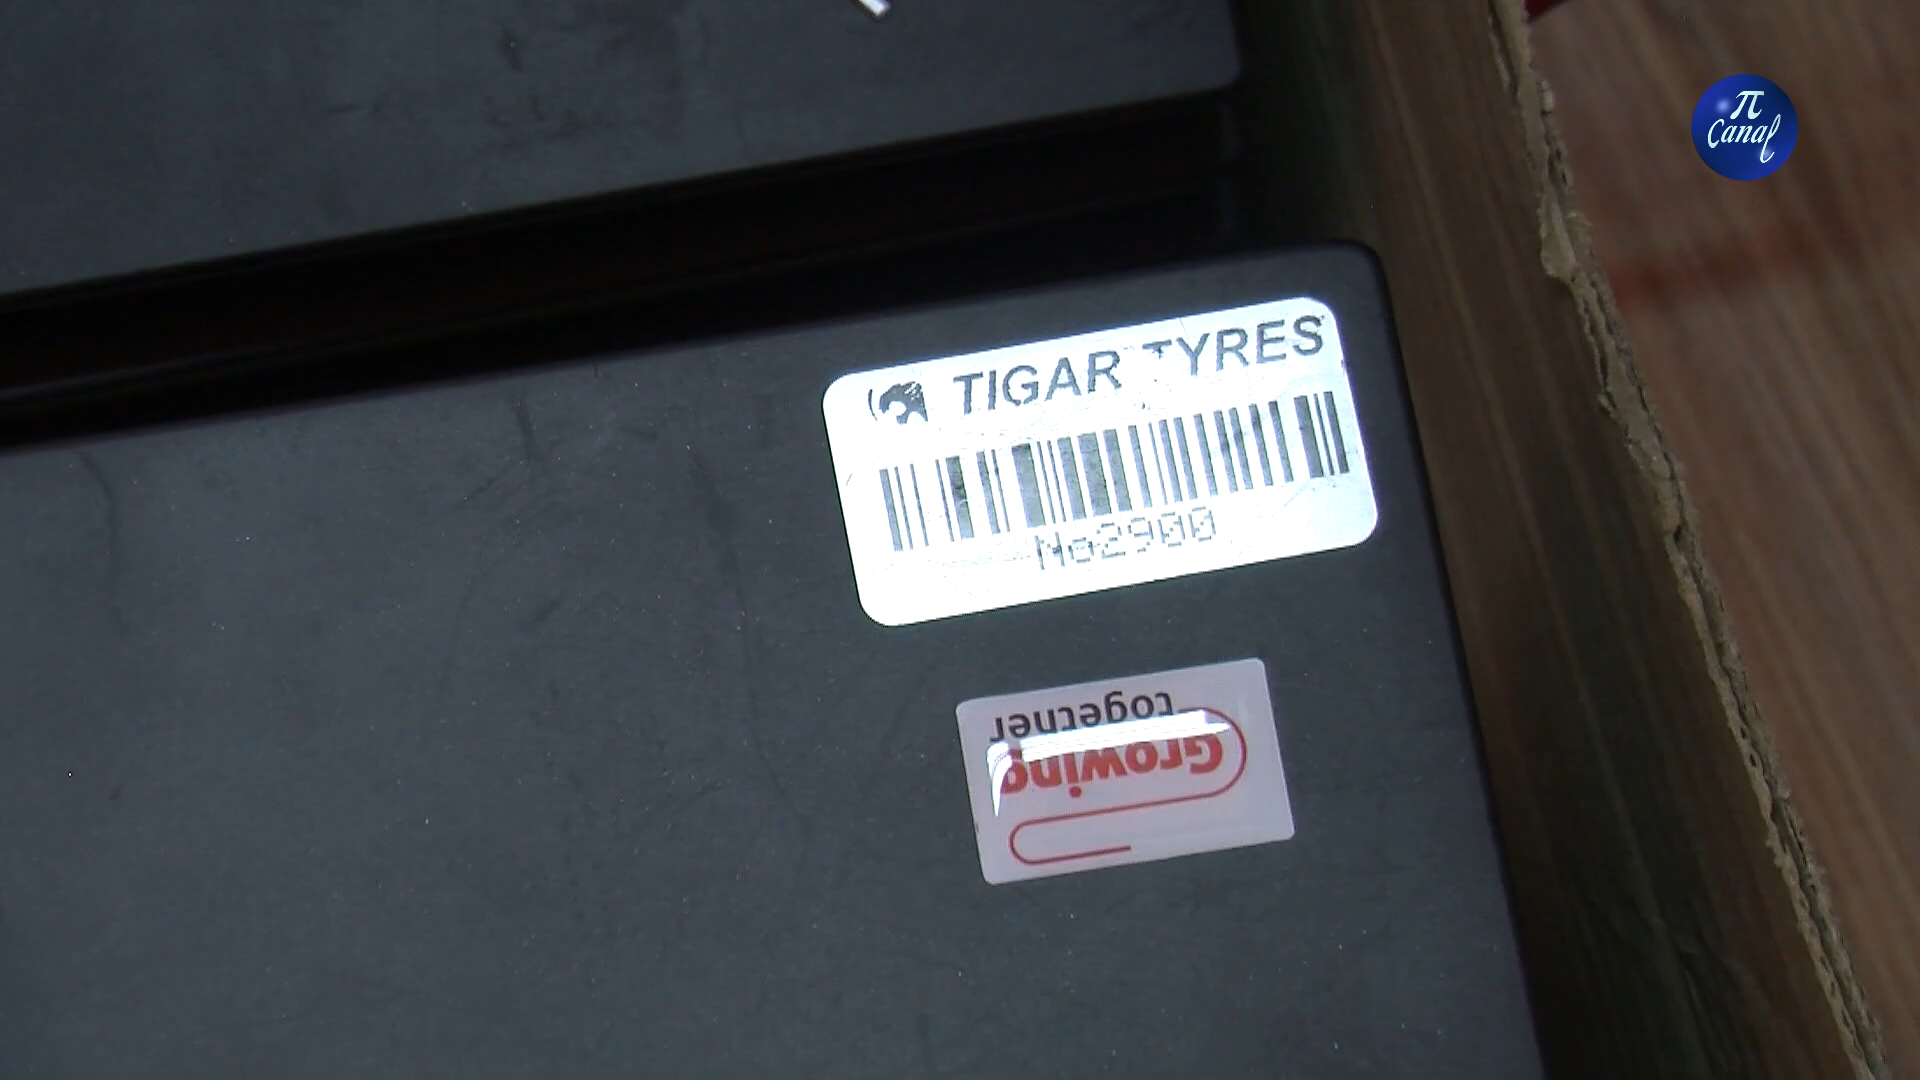 π
Canal
TIGAR TYRES
No2900
Growing
together